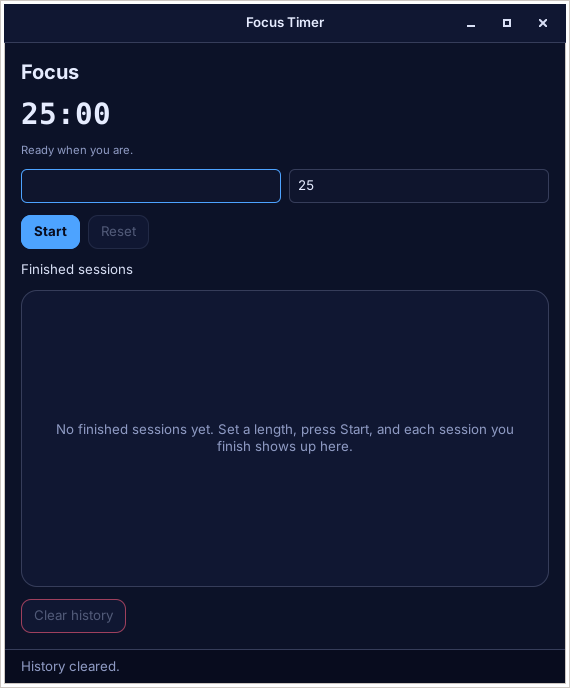 Focus Timer
Focus
25:00
Ready when you are.
25
Start
Reset
Finished sessions
No finished sessions yet. Set a length, press Start, and each session you
finish shows up here.
Clear history
History cleared.